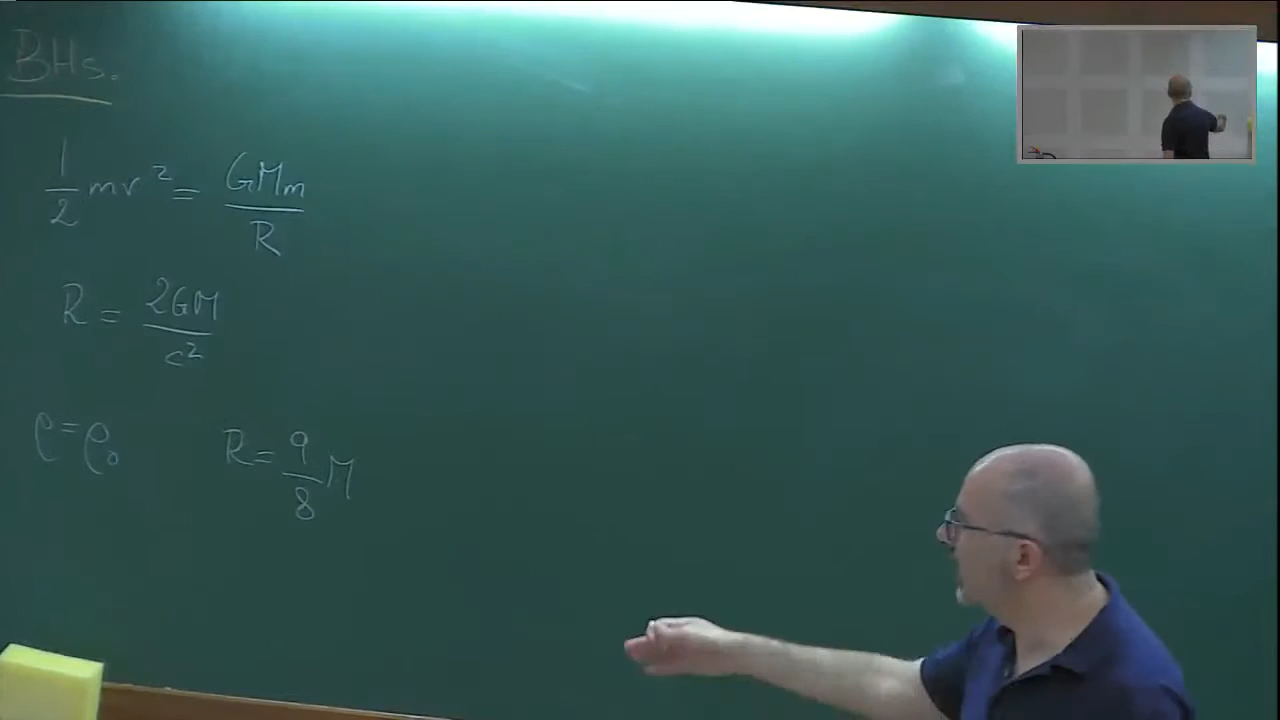 BHs.
1/2 mv² = GMm/R
R = 2GM/c²
ρ = ρ₀ R = 9/8 M